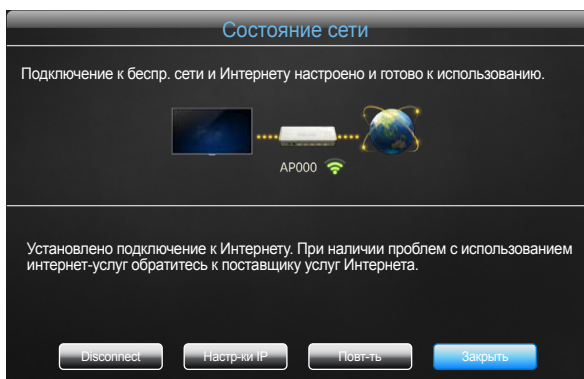 Состояние сети
Подключение к беспр. сети и Интернету настроено и готово к использованию.
AP000
Установлено подключение к Интернету. При наличии проблем с использованием
интернет-услуг обратитесь к поставщику услуг Интернета.
Disconnect Настр-ки IP Повт-ть Закрыть